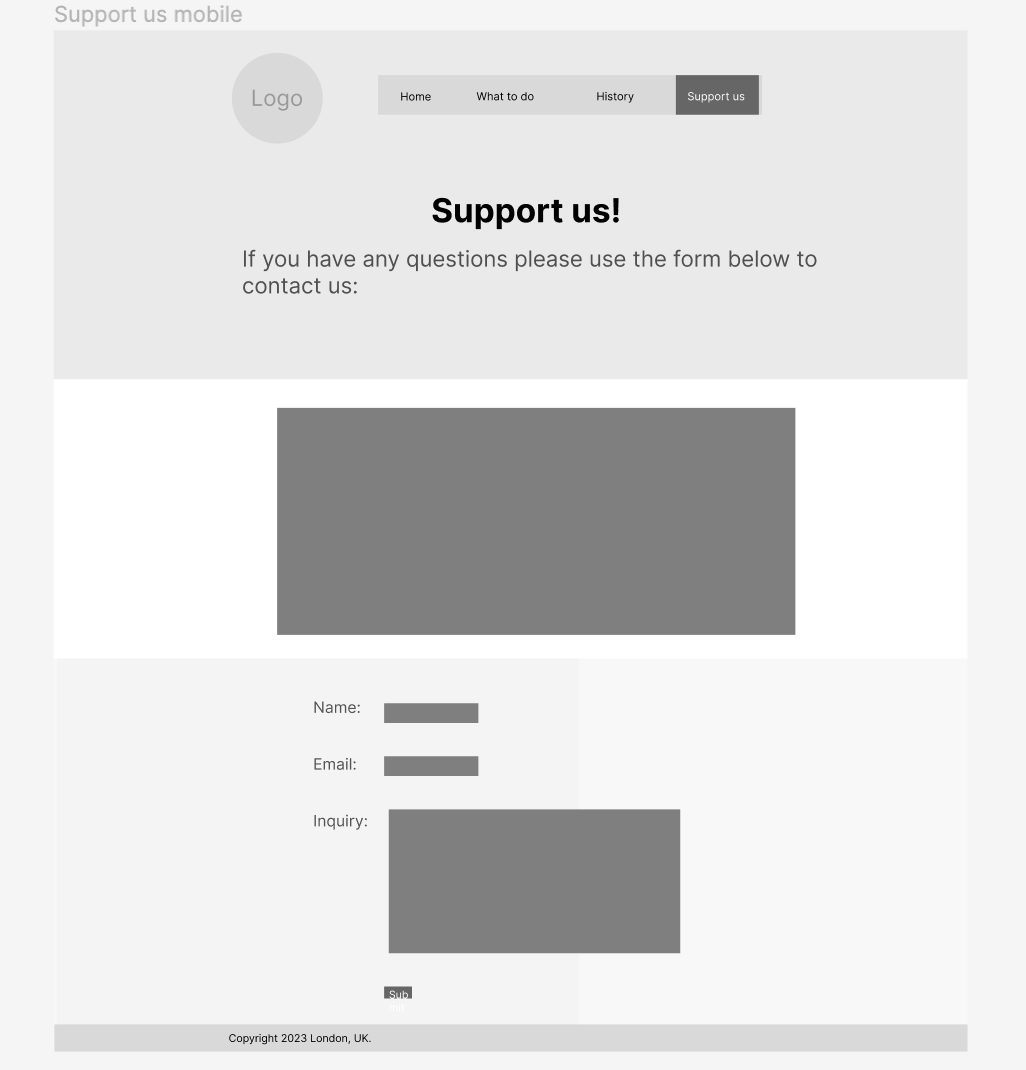 Support us mobile
Logo
Home What to do History Support us
Support us!
If you have any questions please use the form below to
contact us:
Name:
Email:
Inquiry:
Sub
mit
Copyright 2023 London, UK.